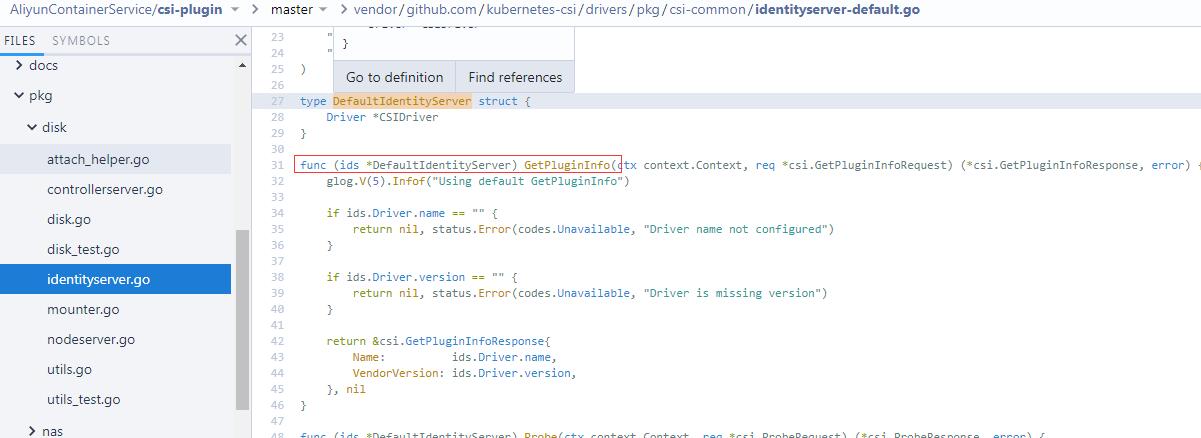 AliyunContainerService/csi-plugin master vendor/github.com/kubernetes-csi/drivers/pkg/csi-common/identityserver-default.go
FILES SYMBOLS
docs
pkg
disk
attach_helper.go
controllerserver.go
disk.go
disk_test.go
identityserver.go
mounter.go
nodeserver.go
utils.go
utils_test.go
nas
23 "
}
24 "
25 )
Go to definition Find references
26
27 type DefaultIdentityServer struct {
28 Driver *CSIDriver
29 }
30
31 func (ids *DefaultIdentityServer) GetPluginInfo(ctx context.Context, req *csi.GetPluginInfoRequest) (*csi.GetPluginInfoResponse, error) {
32 glog.V(5).Infof("Using default GetPluginInfo")
33
34 if ids.Driver.name == "" {
35 return nil, status.Error(codes.Unavailable, "Driver name not configured")
36 }
37
38 if ids.Driver.version == "" {
39 return nil, status.Error(codes.Unavailable, "Driver is missing version")
40 }
41
42 return &csi.GetPluginInfoResponse{
43 Name: ids.Driver.name,
44 VendorVersion: ids.Driver.version,
45 }, nil
46 }
47
48 func (ids *DefaultIdentityServer) Probe(ctx context.Context, req *csi.ProbeRequest) (*csi.ProbeResponse, error) {